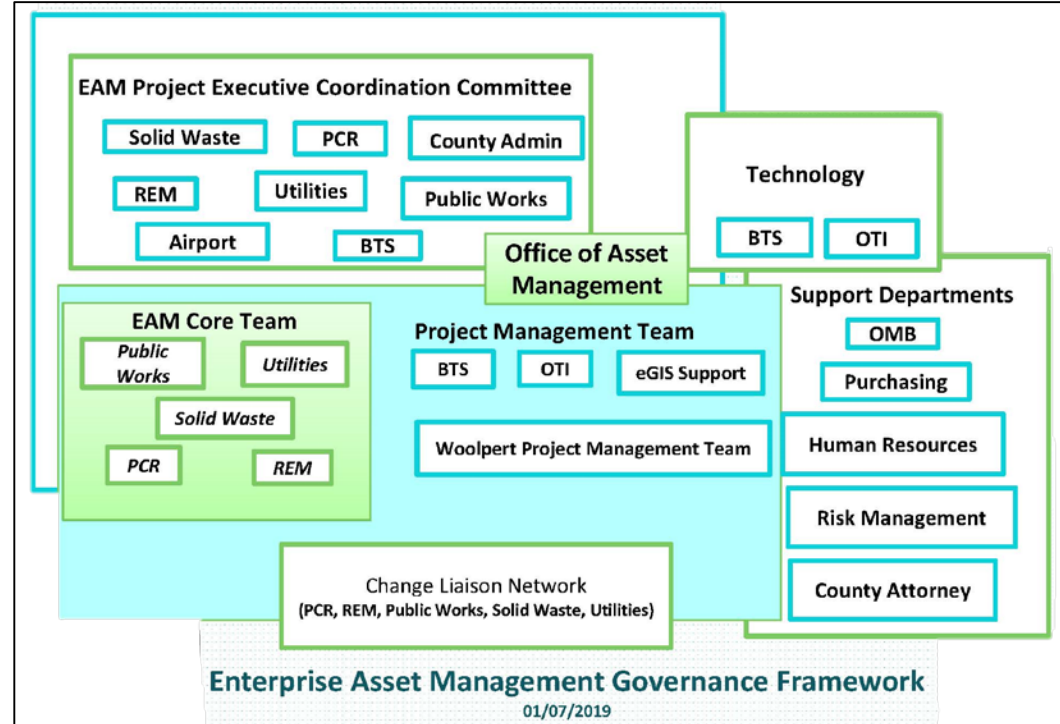 EAM Project Executive Coordination Committee
Solid Waste
PCR
County Admin
REM
Utilities
Public Works
Airport
BTS
Technology
BTS
OTI
Office of Asset
Management
EAM Core Team
Public
Works
Utilities
Solid Waste
PCR
REM
Project Management Team
BTS
OTI
eGIS Support
Woolpert Project Management Team
Support Departments
OMB
Purchasing
Human Resources
Risk Management
County Attorney
Change Liaison Network
(PCR, REM, Public Works, Solid Waste, Utilities)
Enterprise Asset Management Governance Framework
01/07/2019